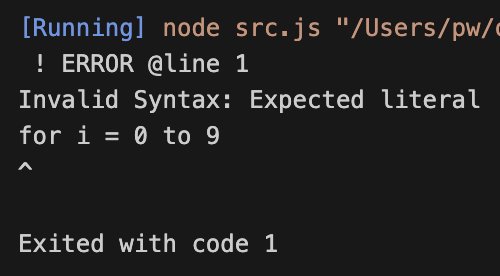 [Running] node src.js "/Users/pw/
! ERROR @line 1
Invalid Syntax: Expected literal
for i = 0 to 9
^
Exited with code 1